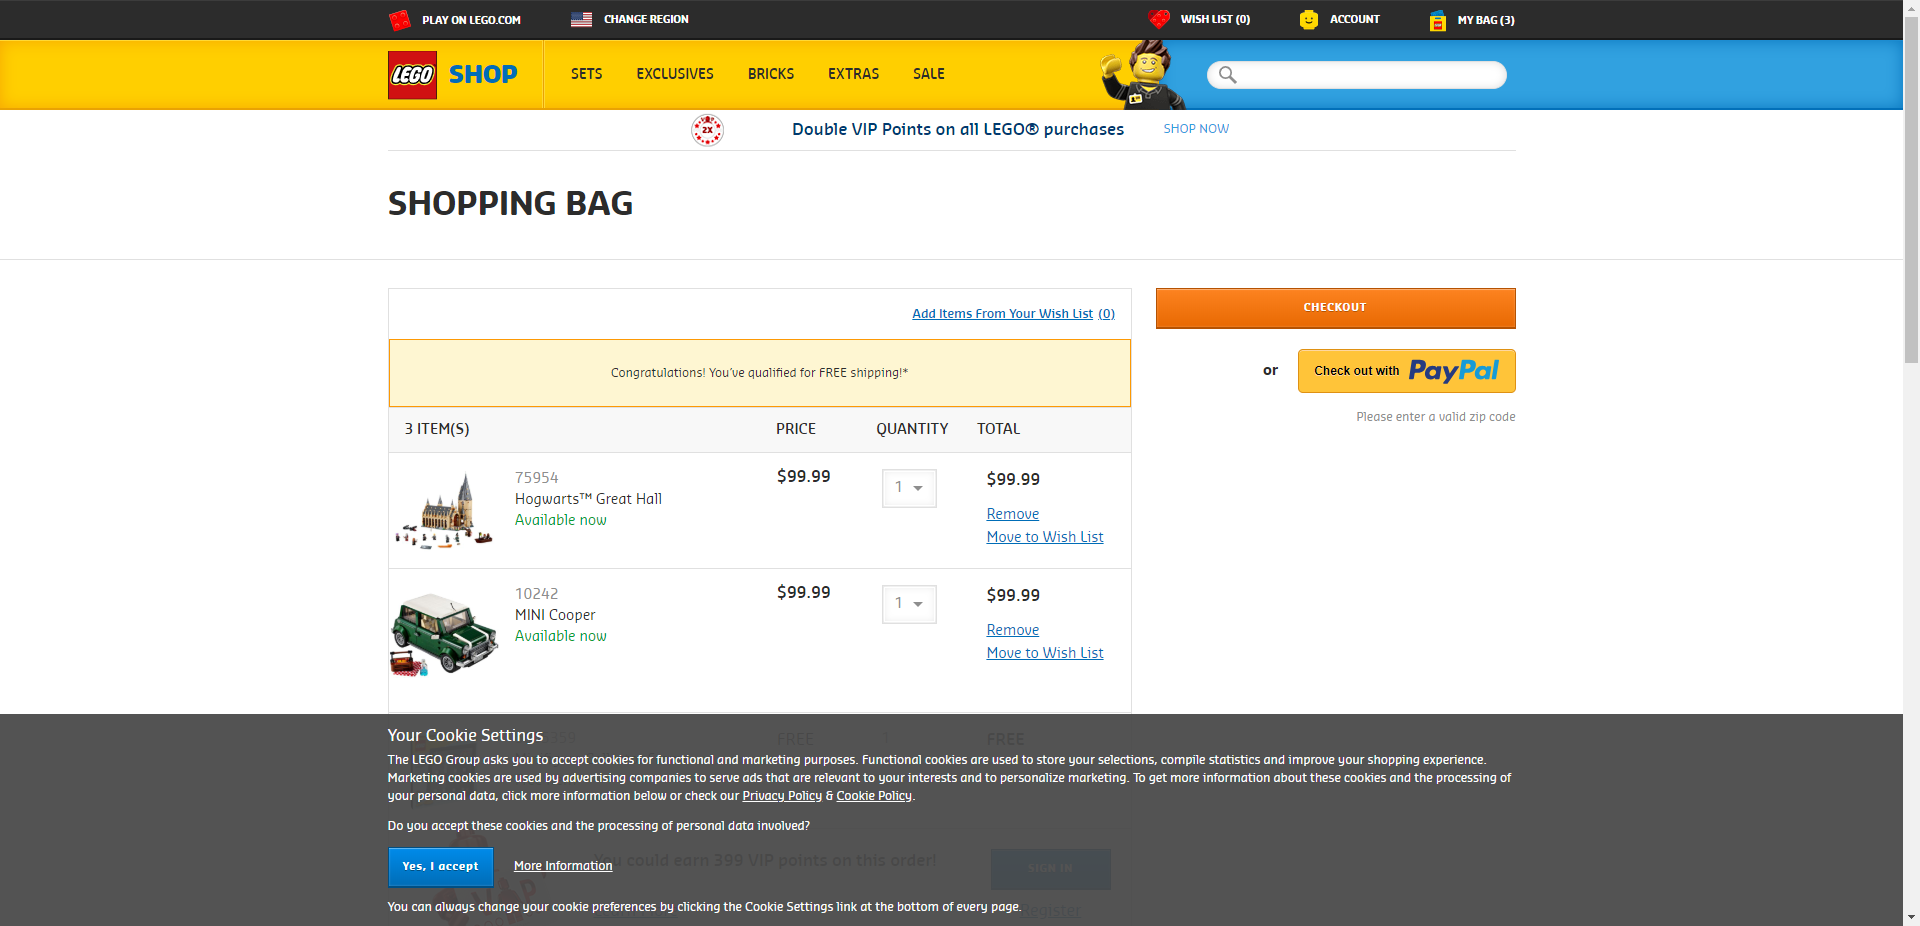 PLAY ON LEGO.COM
CHANGE REGION
WISH LIST (0)
ACCOUNT
MY BAG (3)
LEGO
SHOP
SETS
EXCLUSIVES
BRICKS
EXTRAS
SALE
VIP
2X
Double VIP Points on all LEGO® purchases
SHOP NOW
SHOPPING BAG
Add Items From Your Wish List (0)
CHECKOUT
Congratulations! You've qualified for FREE shipping!*
or
Check out with PayPal
Please enter a valid zip code
3 ITEM(S)
PRICE
QUANTITY
TOTAL
75954
Hogwarts™ Great Hall
Available now
$99.99
1
$99.99
Remove
Move to Wish List
10242
MINI Cooper
Available now
$99.99
1
$99.99
Remove
Move to Wish List
FREE
1
FREE
Your Cookie Settings
The LEGO Group asks you to accept cookies for functional and marketing purposes. Functional cookies are used to store your selections, compile statistics and improve your shopping experience.
Marketing cookies are used by advertising companies to serve ads that are relevant to your interests and to personalize marketing. To get more information about these cookies and the processing of
your personal data, click more information below or check our Privacy Policy & Cookie Policy.
Do you accept these cookies and the processing of personal data involved?
Yes, I accept
More Information
You could earn 399 VIP points on this order!
SIGN IN
You can always change your cookie preferences by clicking the Cookie Settings link at the bottom of every page.
Register